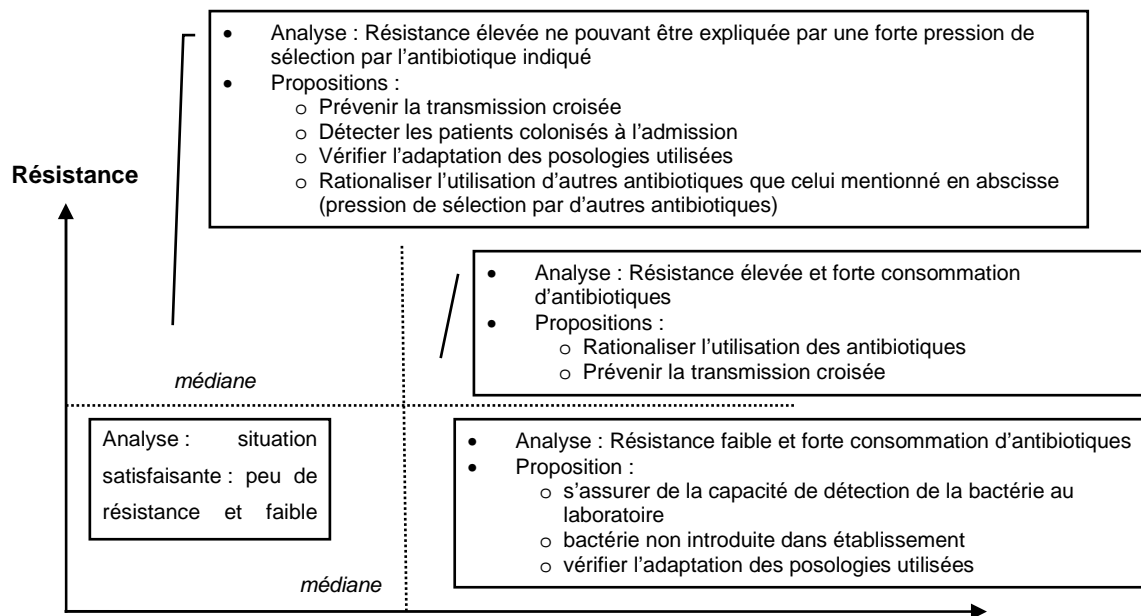 • Analyse : Résistance élevée ne pouvant être expliquée par une forte pression de
sélection par l'antibiotique indiqué
• Propositions :
o Prévenir la transmission croisée
o Détecter les patients colonisés à l'admission
o Vérifier l'adaptation des posologies utilisées
o Rationaliser l'utilisation d'autres antibiotiques que celui mentionné en abscisse
(pression de sélection par d'autres antibiotiques)
Résistance
• Analyse : Résistance élevée et forte consommation
d'antibiotiques
• Propositions :
o Rationaliser l'utilisation des antibiotiques
o Prévenir la transmission croisée
médiane
Analyse : situation
satisfaisante : peu de
résistance et faible
• Analyse : Résistance faible et forte consommation d'antibiotiques
• Proposition :
o s'assurer de la capacité de détection de la bactérie au
laboratoire
o bactérie non introduite dans établissement
o vérifier l'adaptation des posologies utilisées
médiane